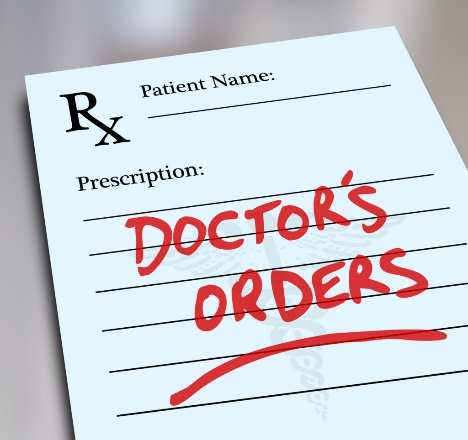 Rx
Patient Name:
Prescription:
DOCTOR'S
ORDERS